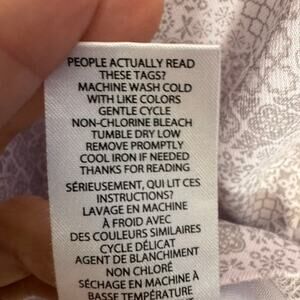 PEOPLE ACTUALLY READ
THESE TAGS?
MACHINE WASH COLD
WITH LIKE COLORS
GENTLE CYCLE
NON-CHLORINE BLEACH
TUMBLE DRY LOW
REMOVE PROMPTLY
COOL IRON IF NEEDED
THANKS FOR READING
SÉRIEUSEMENT, QUI LIT CES
INSTRUCTIONS?
LAVAGE EN MACHINE
À FROID AVEC
DES COULEURS SIMILAIRES
CYCLE DÉLICAT
AGENT DE BLANCHIMENT
NON CHLORÉ
SÉCHAGE EN MACHINE À
BASSE TEMPÉRATURE